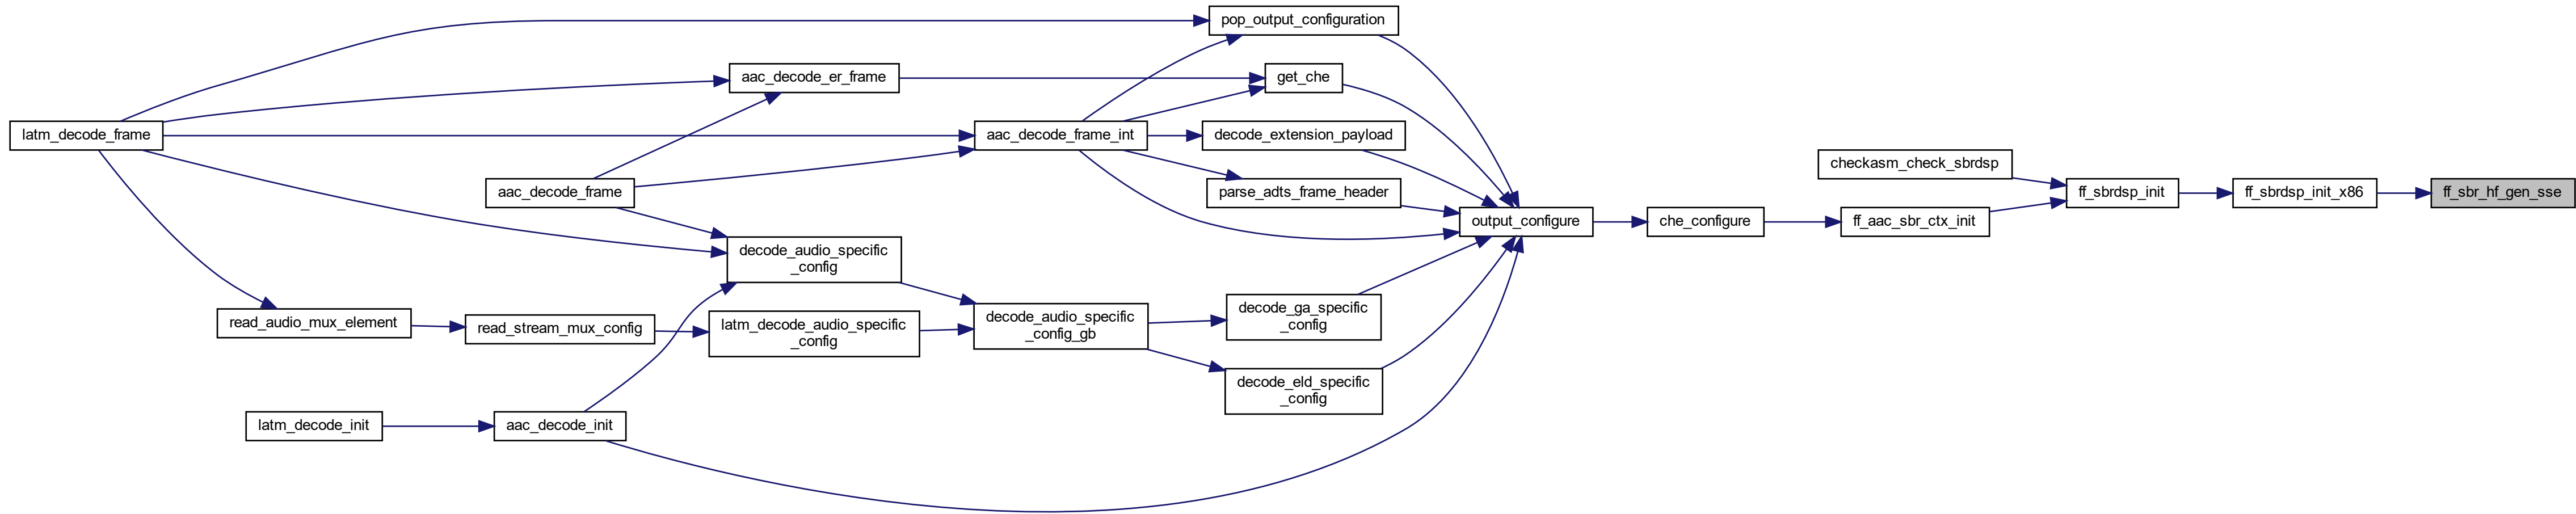 pop_output_configuration
aac_decode_er_frame
get_che
latm_decode_frame
aac_decode_frame_int
decode_extension_payload
aac_decode_frame
parse_adts_frame_header
checkasm_check_sbrdsp
ff_sbrdsp_init
ff_sbrdsp_init_x86
ff_sbr_hf_gen_sse
output_configure
che_configure
ff_aac_sbr_ctx_init
decode_audio_specific
_config
read_audio_mux_element
read_stream_mux_config
latm_decode_audio_specific
_config
decode_audio_specific
_config_gb
decode_ga_specific
_config
decode_eld_specific
_config
latm_decode_init
aac_decode_init